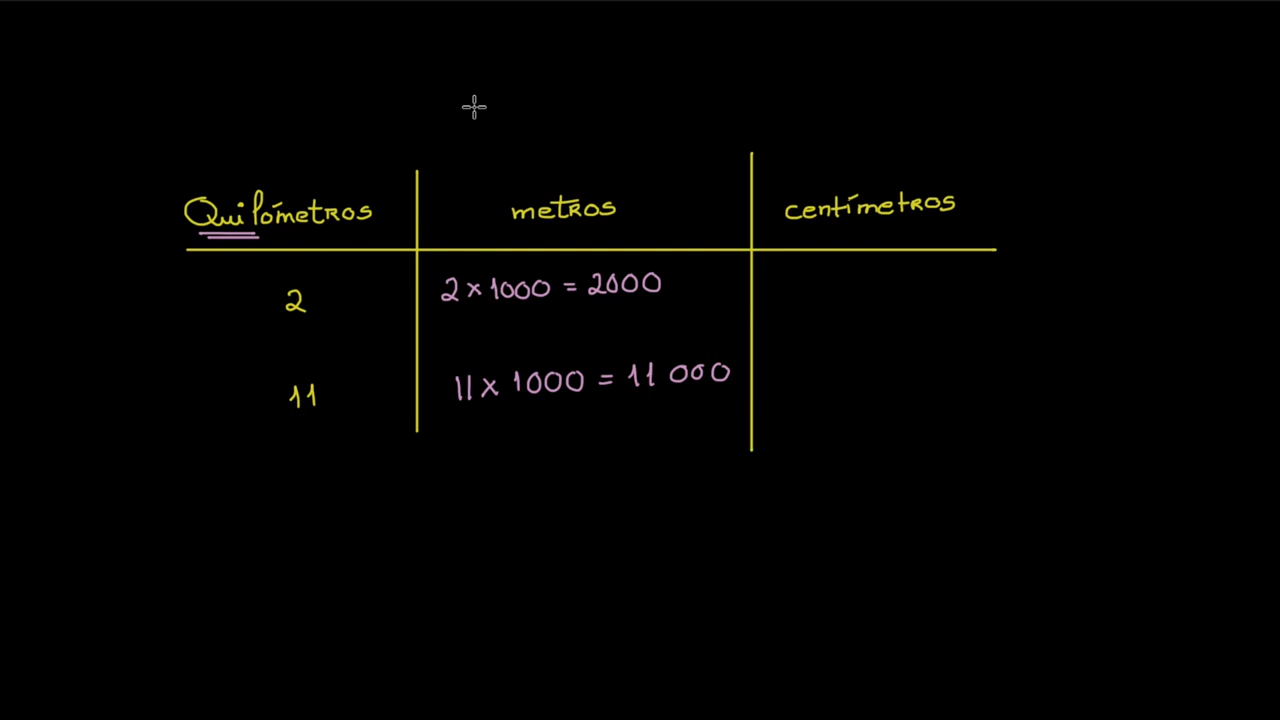 Quilómetros metros centímetros
2 2 x 1000 = 2000
11 11 x 1000 = 11 000